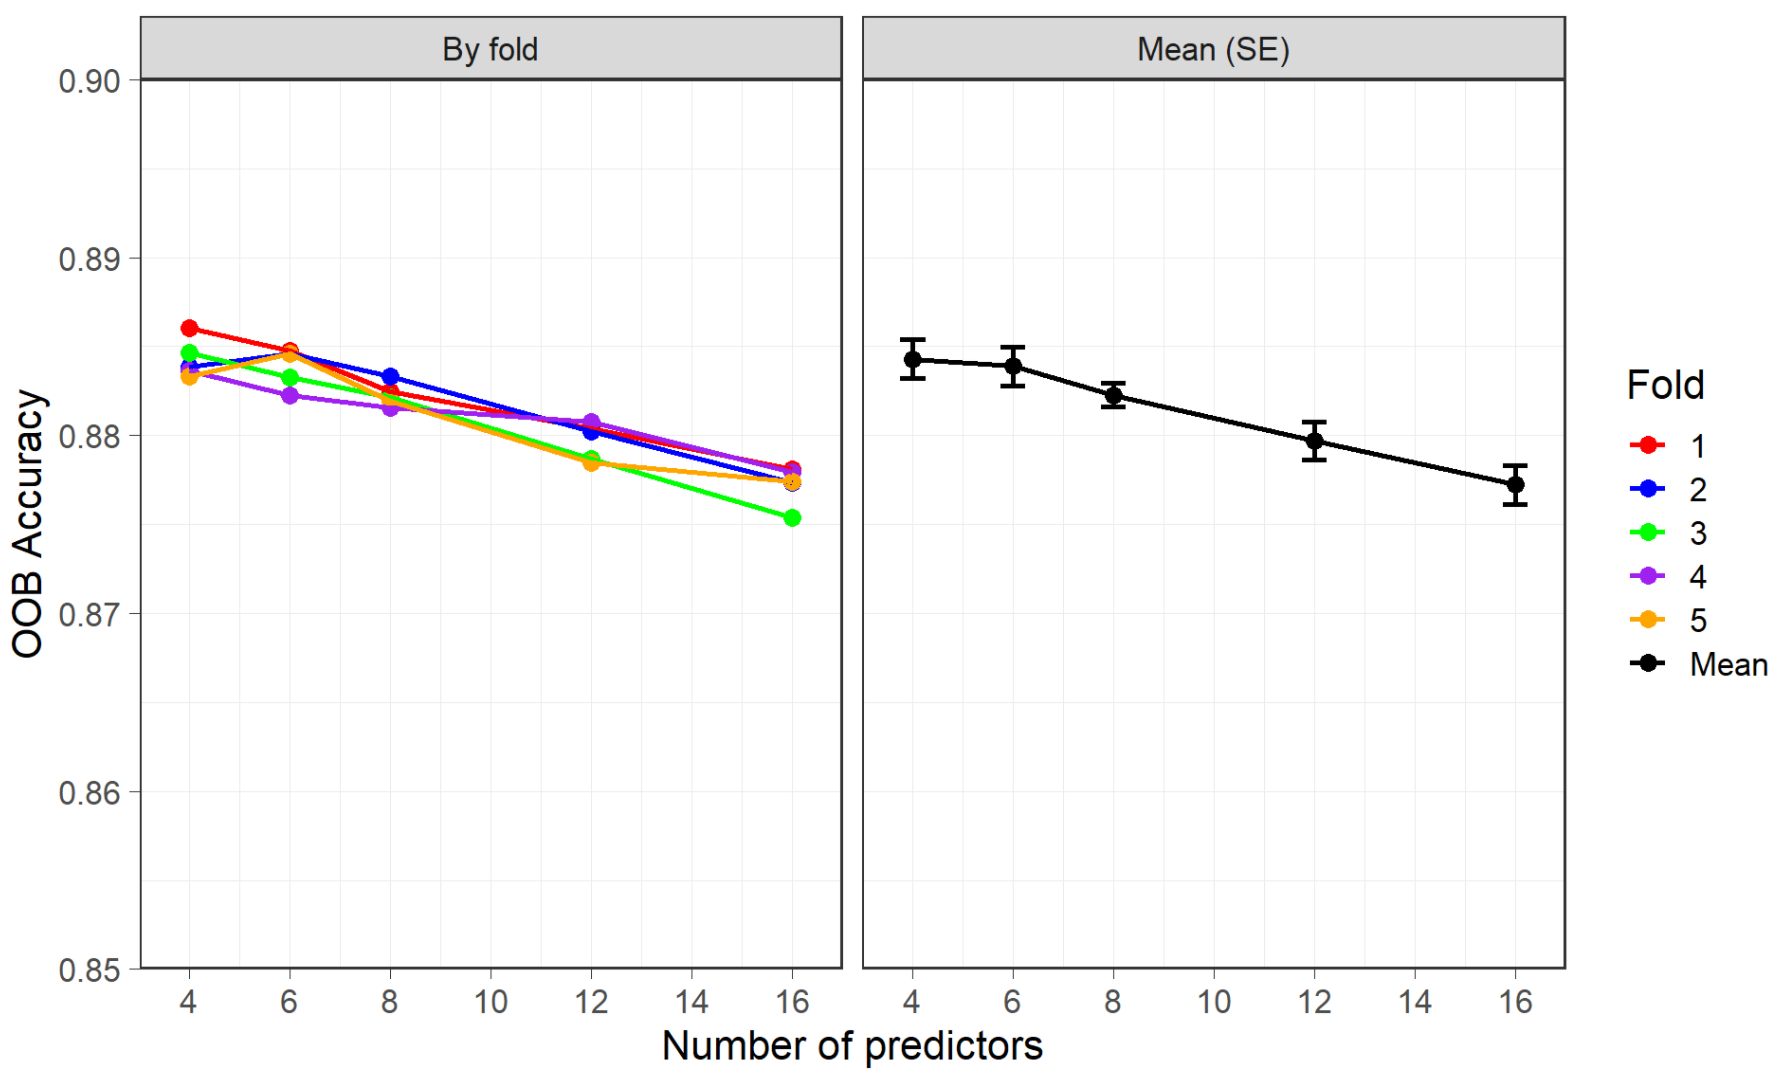 By fold
Mean (SE)
0.90
0.89
0.88
0.87
0.86
0.85
OOB Accuracy
4 6 8 10 12 14 16
4 6 8 10 12 14 16
Number of predictors
Fold
1
2
3
4
5
Mean